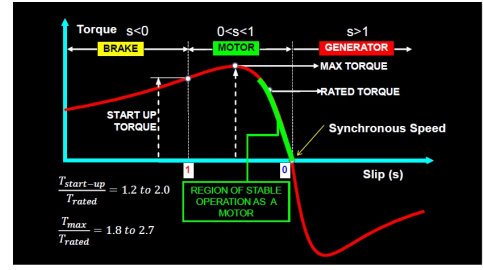 Torque
s<0
0<s<1
s>1
BRAKE
MOTOR
GENERATOR
MAX TORQUE
RATED TORQUE
START UP
TORQUE
Synchronous Speed
1
0
Slip (s)
REGION OF STABLE
OPERATION AS A
MOTOR
T_start−up / T_rated = 1.2 to 2.0
T_max / T_rated = 1.8 to 2.7